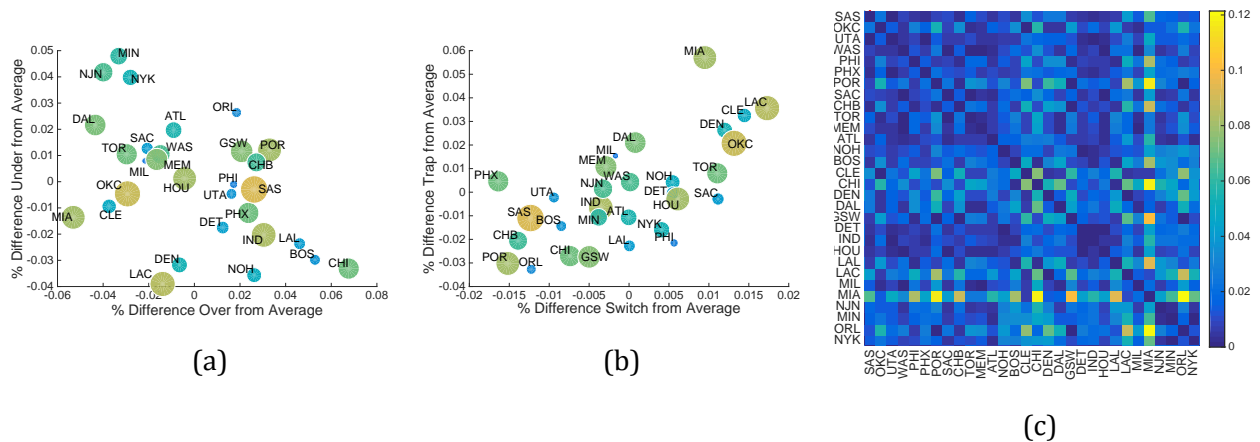 (a)
% Difference Under from Average
0.05
0.04
0.03
0.02
0.01
0
-0.01
-0.02
-0.03
-0.04
MIN
NJN
NYK
ORL
DAL
ATL
SAC
TOR
WAS
GSW
POR
MIL
MEM
CHB
OKC
HOU
PHI
UTA
SAS
CLE
MIA
PHX
DET
IND
LAL
BOS
DEN
NOH
CHI
LAC
-0.06 -0.04 -0.02 0 0.02 0.04 0.06 0.08
% Difference Over from Average
(b)
% Difference Trap from Average
0.06
0.05
0.04
0.03
0.02
0.01
0
-0.01
-0.02
-0.03
-0.04
MIA
LAC
CLE
DEN
OKC
DAL
MIL
MEM
TOR
PHX
WAS
NOH
NJN
DET
SAC
UTA
IND
HOU
SAS
BOS
MIN
ATL
NYK
CHB
LAL
PHI
POR
ORL
CHI
GSW
-0.02 -0.015 -0.01 -0.005 0 0.005 0.01 0.015 0.02
% Difference Switch from Average
(c)
SAS
OKC
UTA
WAS
PHI
PHX
POR
SAC
CHB
TOR
MEM
ATL
NOH
BOS
CLE
CHI
DEN
DAL
GSW
DET
IND
HOU
LAL
LAC
MIL
MIA
NJN
MIN
ORL
NYK
SAS OKC UTA WAS PHI PHX POR SAC CHB TOR MEM ATL NOH BOS CLE CHI DEN DAL GSW DET IND HOU LAL LAC MIL MIA NJN MIN ORL NYK
0.12
0.1
0.08
0.06
0.04
0.02
0